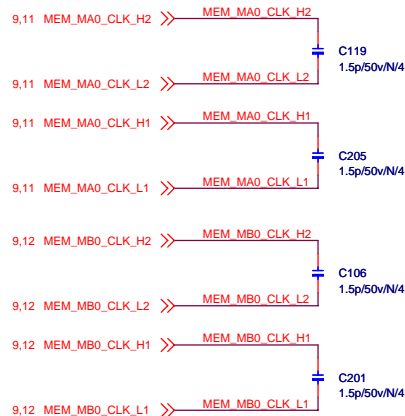 9,11 MEM_MA0_CLK_H2 MEM_MA0_CLK_H2
C119
1.5p/50v/N/4
9,11 MEM_MA0_CLK_L2 MEM_MA0_CLK_L2
9,11 MEM_MA0_CLK_H1 MEM_MA0_CLK_H1
C205
1.5p/50v/N/4
9,11 MEM_MA0_CLK_L1 MEM_MA0_CLK_L1
9,12 MEM_MB0_CLK_H2 MEM_MB0_CLK_H2
C106
1.5p/50v/N/4
9,12 MEM_MB0_CLK_L2 MEM_MB0_CLK_L2
9,12 MEM_MB0_CLK_H1 MEM_MB0_CLK_H1
C201
1.5p/50v/N/4
9,12 MEM_MB0_CLK_L1 MEM_MB0_CLK_L1